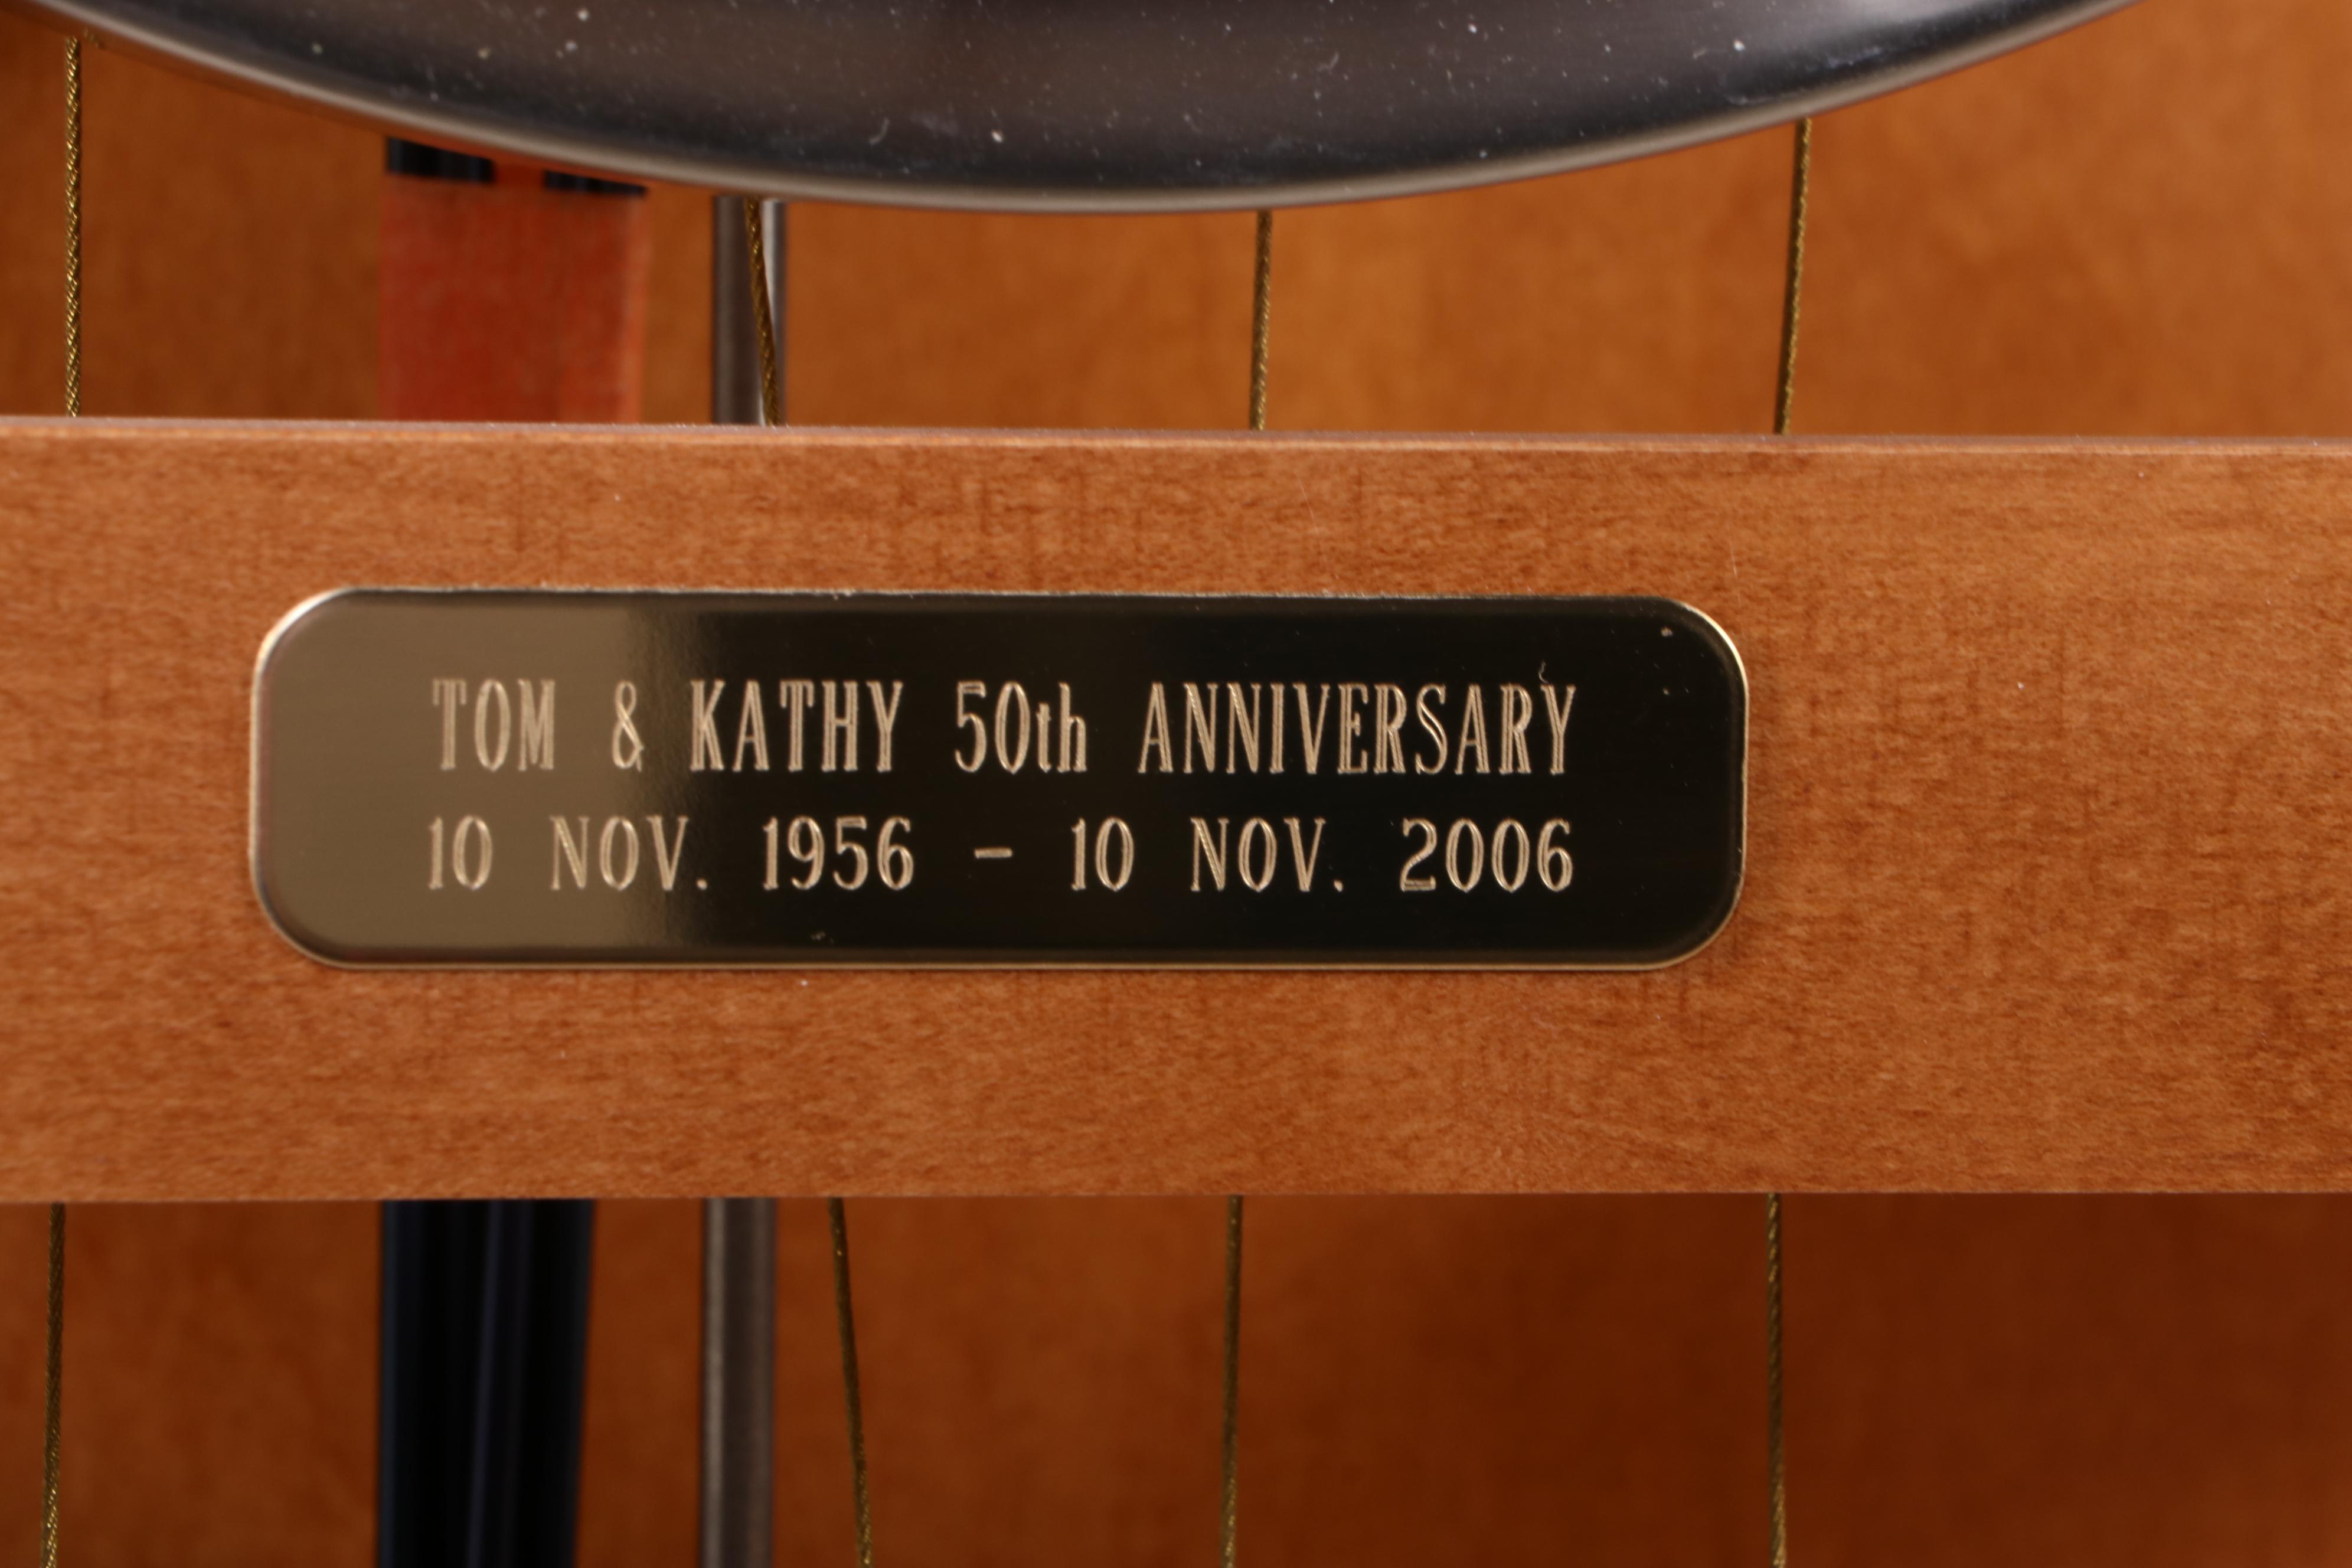 TOM & KATHY 50th ANNIVERSARY
10 NOV. 1956 - 10 NOV. 2006